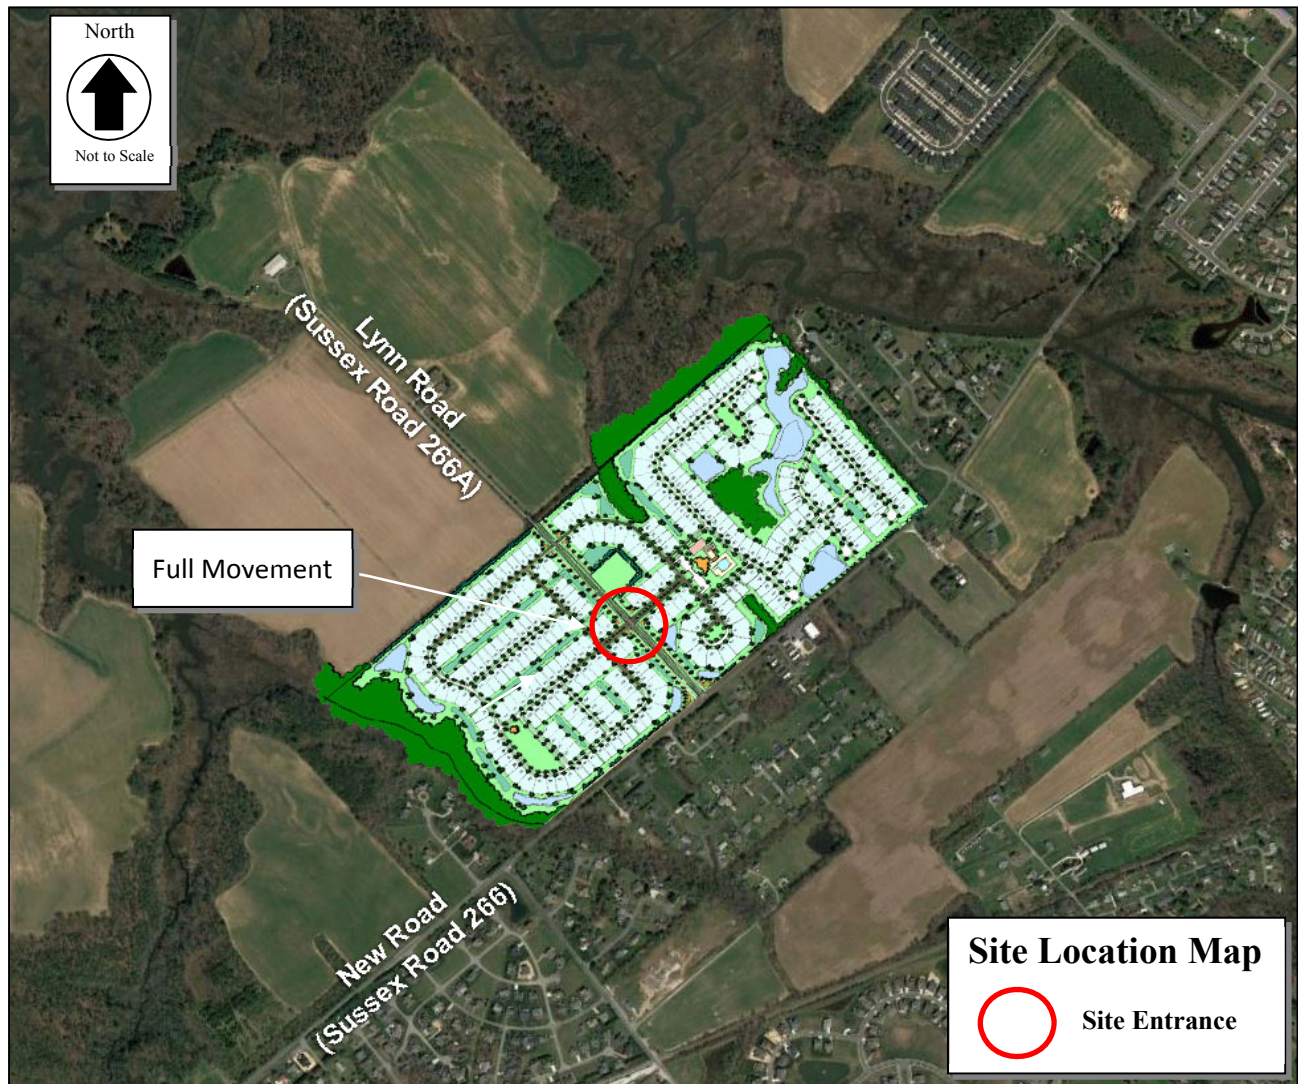 North
Not to Scale
Lynn Road
(Sussex Road 266A)
Full Movement
New Road
(Sussex Road 266)
Site Location Map
Site Entrance